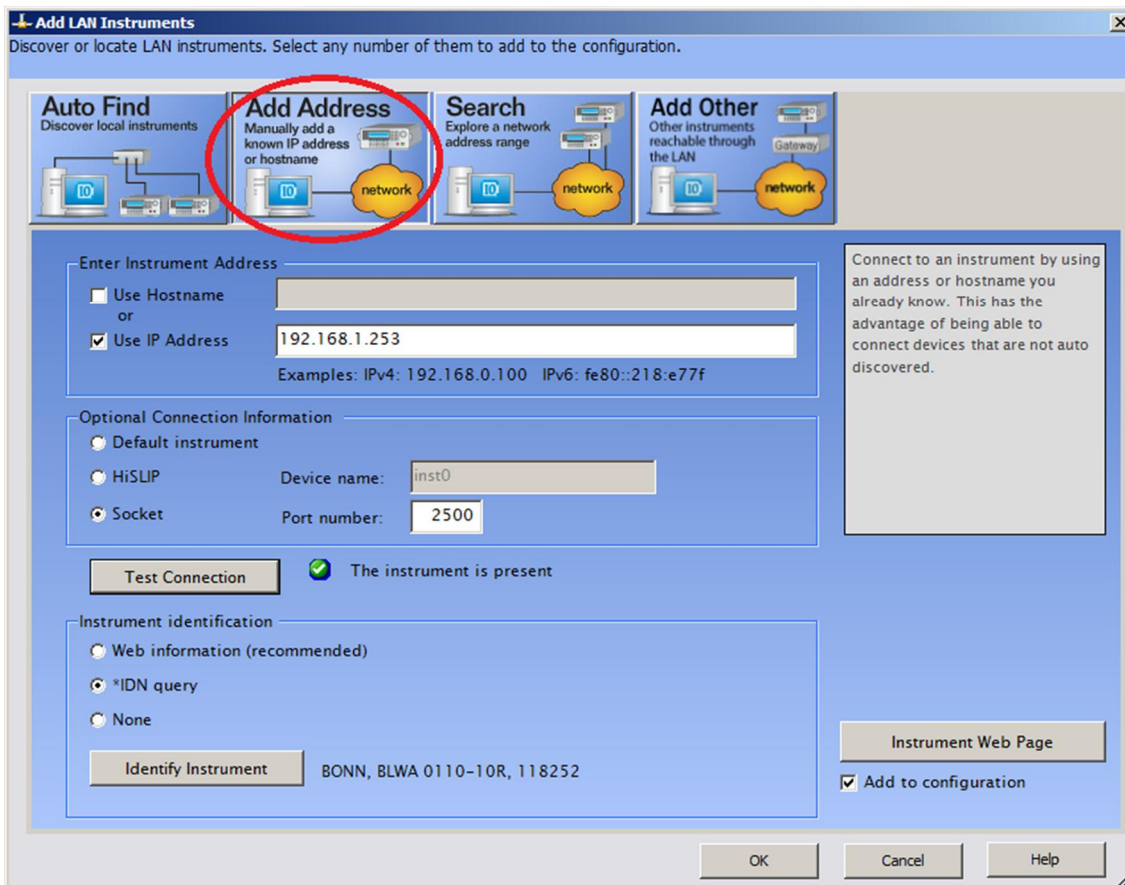 Add LAN Instruments
Discover or locate LAN instruments. Select any number of them to add to the configuration.
Auto Find
Discover local instruments
IO
Add Address
Manually add a
known IP address
or hostname
IO
network
Search
Explore a network
address range
IO
network
Add Other
Other instruments
reachable through
the LAN
Gateway
IO
network
Enter Instrument Address
Use Hostname
or
Use IP Address 192.168.1.253
Examples: IPv4: 192.168.0.100 IPv6: fe80::218:e77f
Optional Connection Information
Default instrument
HiSLIP Device name: inst0
Socket Port number: 2500
Test Connection The instrument is present
Instrument identification
Web information (recommended)
*IDN query
None
Identify Instrument BONN, BLWA 0110-10R, 118252
Connect to an instrument by using
an address or hostname you
already know. This has the
advantage of being able to
connect devices that are not auto
discovered.
Instrument Web Page
Add to configuration
OK Cancel Help